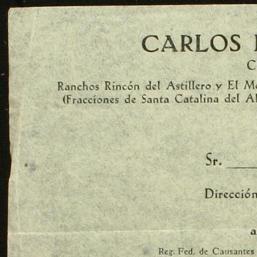 CARLOS
C
Ranchos Rincón del Astillero y El M
(Fracciones de Santa Catalina del A
Sr.
Dirección
a
Reg. Fed. de Causantes